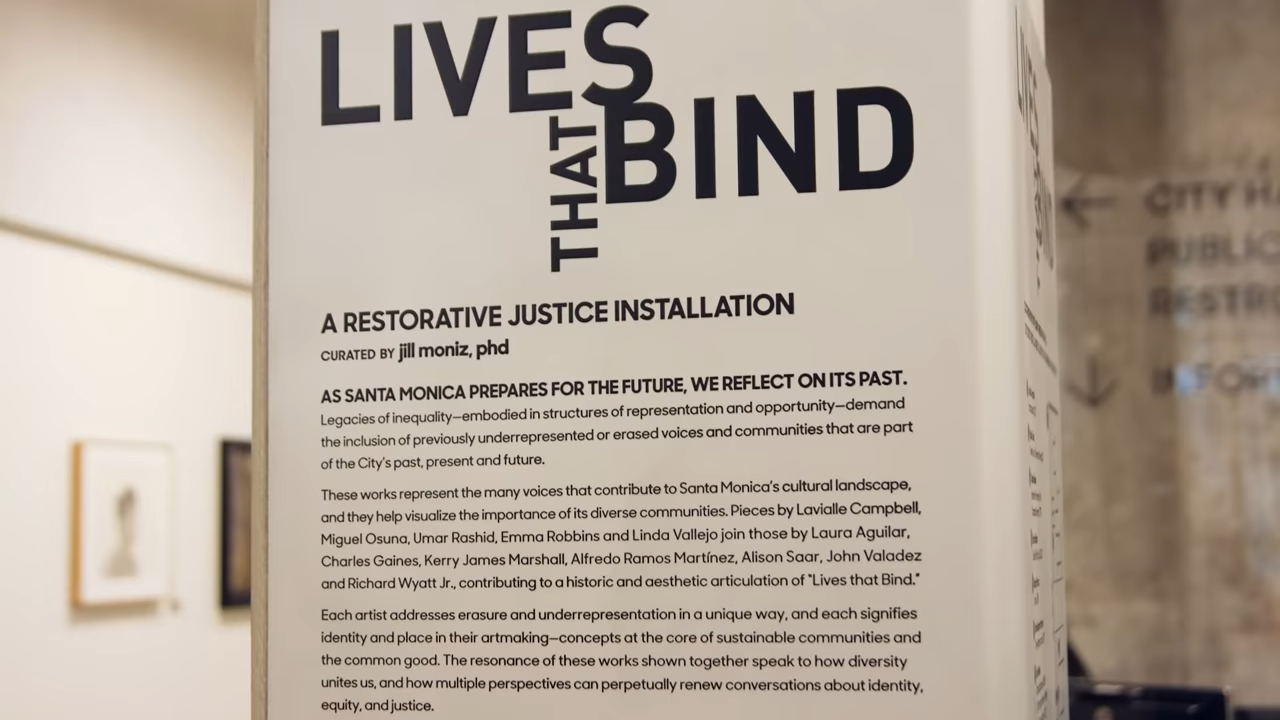 LIVES
THAT
BIND
A RESTORATIVE JUSTICE INSTALLATION
CURATED BY jill moniz, phd
AS SANTA MONICA PREPARES FOR THE FUTURE, WE REFLECT ON ITS PAST.
Legacies of inequality—embodied in structures of representation and opportunity—demand
the inclusion of previously underrepresented or erased voices and communities that are part
of the City's past, present and future.
These works represent the many voices that contribute to Santa Monica's cultural landscape,
and they help visualize the importance of its diverse communities. Pieces by Lavialle Campbell,
Miguel Osuna, Umar Rashid, Emma Robbins and Linda Vallejo join those by Laura Aguilar,
Charles Gaines, Kerry James Marshall, Alfredo Ramos Martínez, Alison Saar, John Valadez
and Richard Wyatt Jr., contributing to a historic and aesthetic articulation of "Lives that Bind."
Each artist addresses erasure and underrepresentation in a unique way, and each signifies
identity and place in their artmaking—concepts at the core of sustainable communities and
the common good. The resonance of these works shown together speak to how diversity
unites us, and how multiple perspectives can perpetually renew conversations about identity,
equity, and justice.
← CITY HA
PUBLIC
RESTR